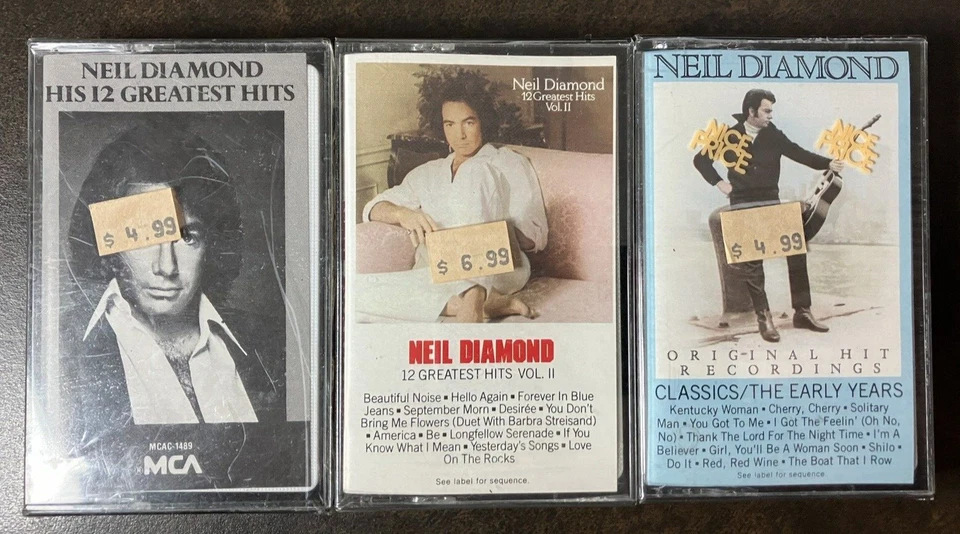 NEIL DIAMOND
HIS 12 GREATEST HITS
$ 4.99
MCAC-1489
MCA
Neil Diamond
12 Greatest Hits
Vol. II
$ 6.99
NEIL DIAMOND
12 GREATEST HITS VOL. II
Beautiful Noise ▪ Hello Again ▪ Forever In Blue
Jeans ▪ September Morn ▪ Desirée ▪ You Don't
Bring Me Flowers (Duet With Barbra Streisand)
▪ America ▪ Be ▪ Longfellow Serenade ▪ If You
Know What I Mean ▪ Yesterday's Songs ▪ Love
On The Rocks
See label for sequence.
NEIL DIAMOND
NICE
PRICE
NICE
PRICE
$ 4.99
ORIGINAL HIT
RECORDINGS
CLASSICS/THE EARLY YEARS
Kentucky Woman ▪ Cherry, Cherry ▪ Solitary
Man ▪ You Got To Me ▪ I Got The Feelin' (Oh No,
No) ▪ Thank The Lord For The Night Time ▪ I'm A
Believer ▪ Girl, You'll Be A Woman Soon ▪ Shilo ▪
Do It ▪ Red, Red Wine ▪ The Boat That I Row
See label for sequence.